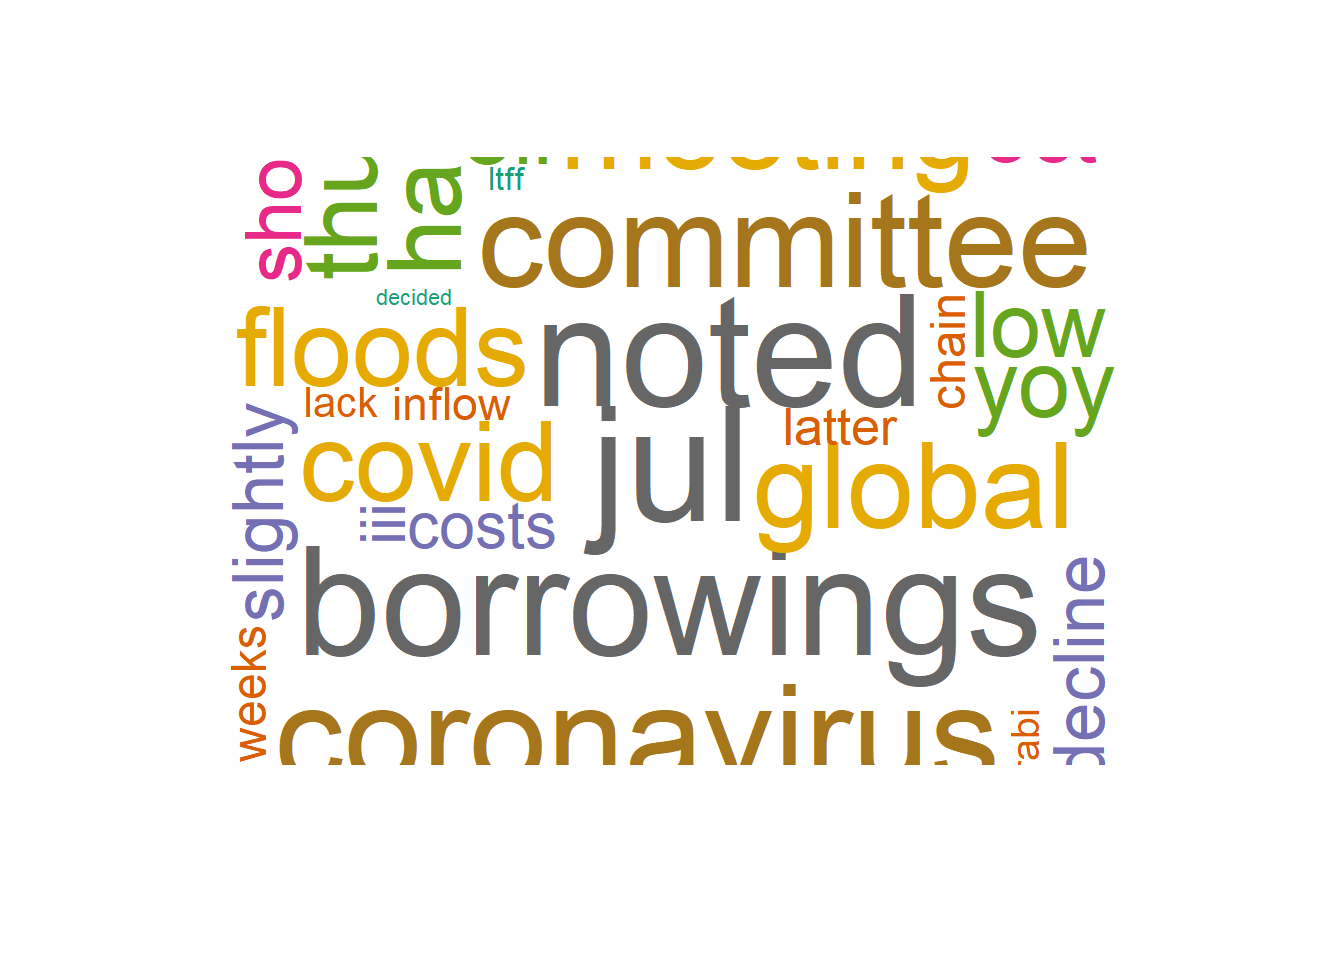 sho
thu
ha
ltff
meeting
committee
decided
floods
noted
chain
low
yoy
lack
inflow
latter
slightly
covid
jul
global
iii
costs
borrowings
decline
weeks
coronavirus
rabi